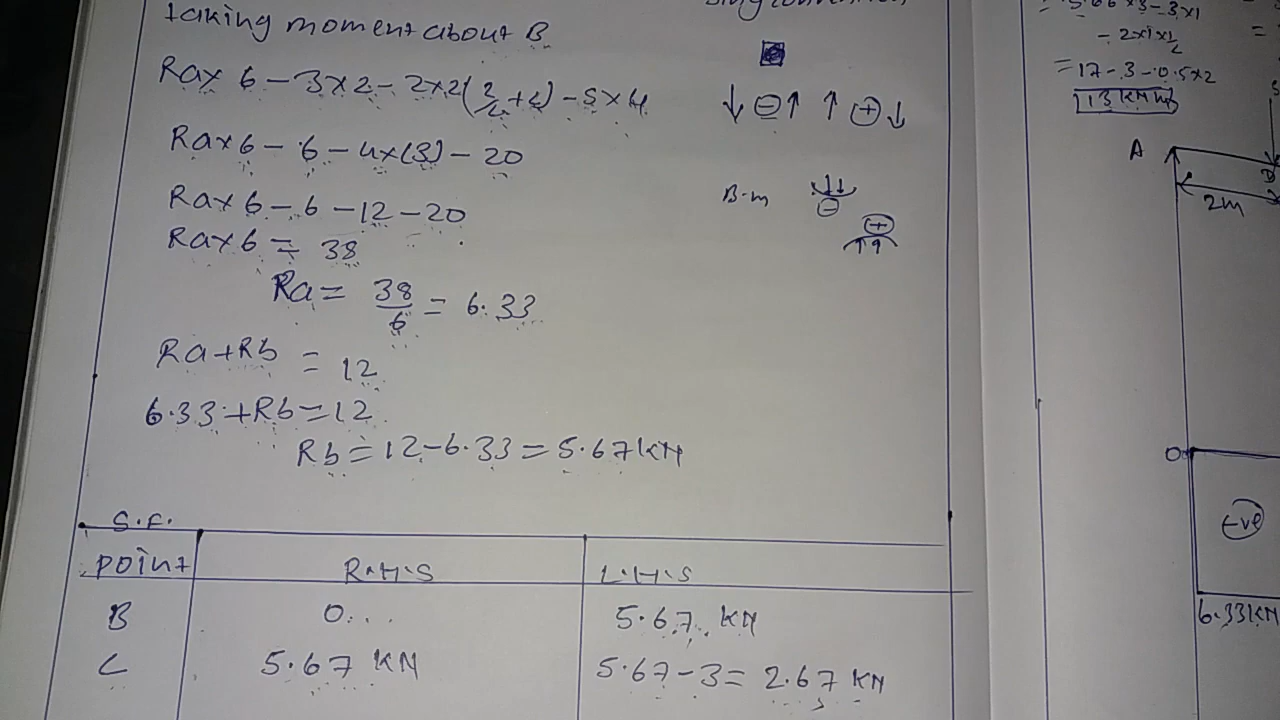 taking moment about B
Ra x 6 - 3x2 - 2x2(2/2+2) - 5x4
Ra x 6 - 6 - 4x(3) - 20
Ra x 6 - 6 - 12 - 20
Ra x 6 = 38
Ra = 38/6 = 6.33
Ra+Rb = 12
6.33+Rb=12
Rb = 12-6.33 = 5.67 kN
S.F.
point R.H.S L.H.S
B 0... 5.67 kN
C 5.67 kN 5.67-3= 2.67 kN
↓ ⊖ ↑ ↑ ⊕ ↓
B.m
↓↓
⊖
⊕
↑↑
- 2x1x1/2
= 17-3-0.5x2
13 kNm
A
2m
0
-ve
6.33kN